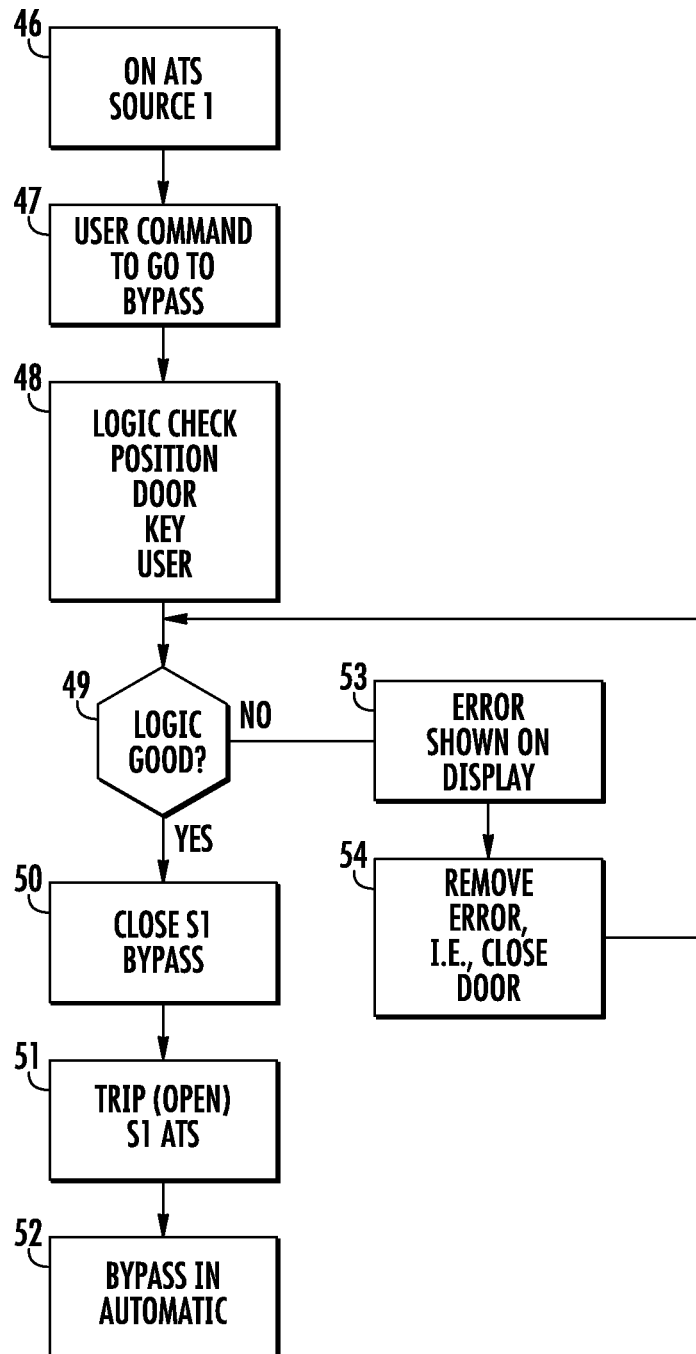 46
ON ATS
SOURCE 1
47
USER COMMAND
TO GO TO
BYPASS
48
LOGIC CHECK
POSITION
DOOR
KEY
USER
49
LOGIC
GOOD?
NO
YES
53
ERROR
SHOWN ON
DISPLAY
54
REMOVE
ERROR,
I.E., CLOSE
DOOR
50
CLOSE S1
BYPASS
51
TRIP (OPEN)
S1 ATS
52
BYPASS IN
AUTOMATIC